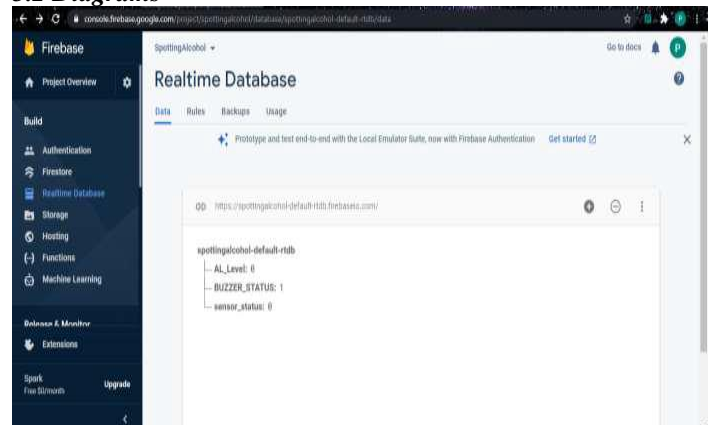 console.firebase.google.com/project/spottingalcohol/database/spottingalcohol-default-rtdb/data
Firebase
SpottingAlcohol
Go to docs
P
P
Project Overview
Realtime Database
Data Rules Backups Usage
Build
Prototype and test end-to-end with the Local Emulator Suite, now with Firebase Authentication Get started
Authentication
Firestore
Realtime Database
Storage
Hosting
Functions
Machine Learning
https://spottingalcohol-default-rtdb.firebaseio.com/
spottingalcohol-default-rtdb
AL_Level: 0
BUZZER_STATUS: 1
sensor_status: 0
Release & Monitor
Extensions
Spark
Free $0/month
Upgrade